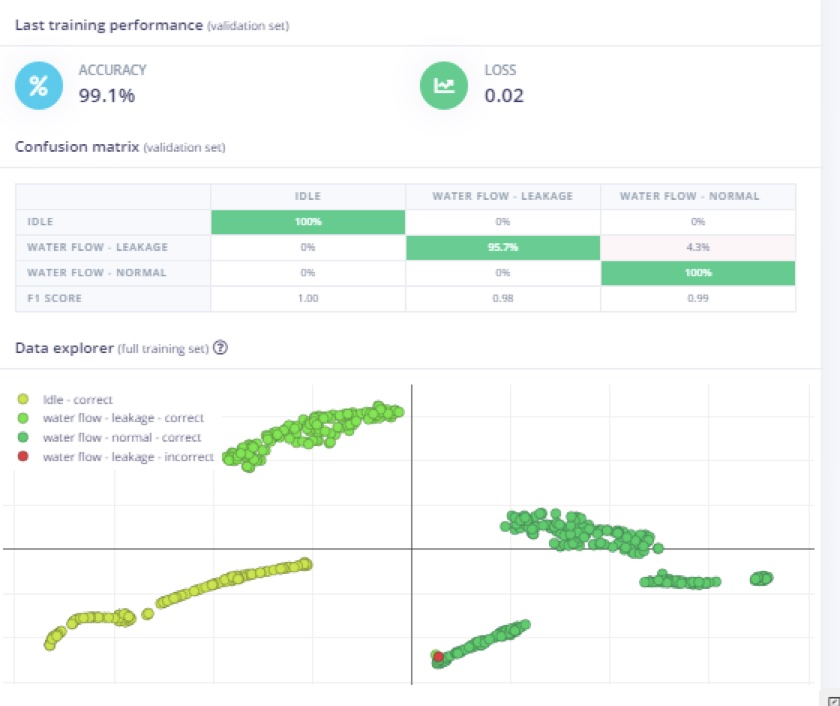 Last training performance (validation set)
ACCURACY
99.1%
LOSS
0.02
Confusion matrix (validation set)
IDLE WATER FLOW - LEAKAGE WATER FLOW - NORMAL
IDLE 100% 0% 0%
WATER FLOW - LEAKAGE 0% 95.7% 4.3%
WATER FLOW - NORMAL 0% 0% 100%
F1 SCORE 1.00 0.98 0.99
Data explorer (full training set) ?
Idle - correct
water flow - leakage - correct
water flow - normal - correct
water flow - leakage - incorrect